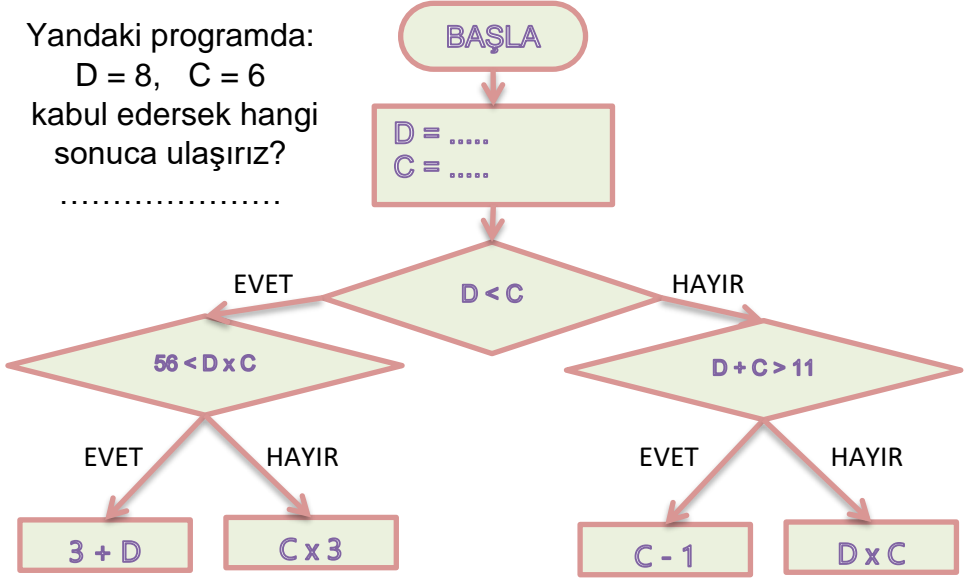 Yandaki programda:
D = 8, C = 6
kabul edersek hangi
sonuca ulaşırız?
…………………
BAŞLA
D = .....
C = .....
D < C
EVET
HAYIR
56 < D x C
D + C > 11
EVET
HAYIR
EVET
HAYIR
3 + D
C x 3
C - 1
D x C